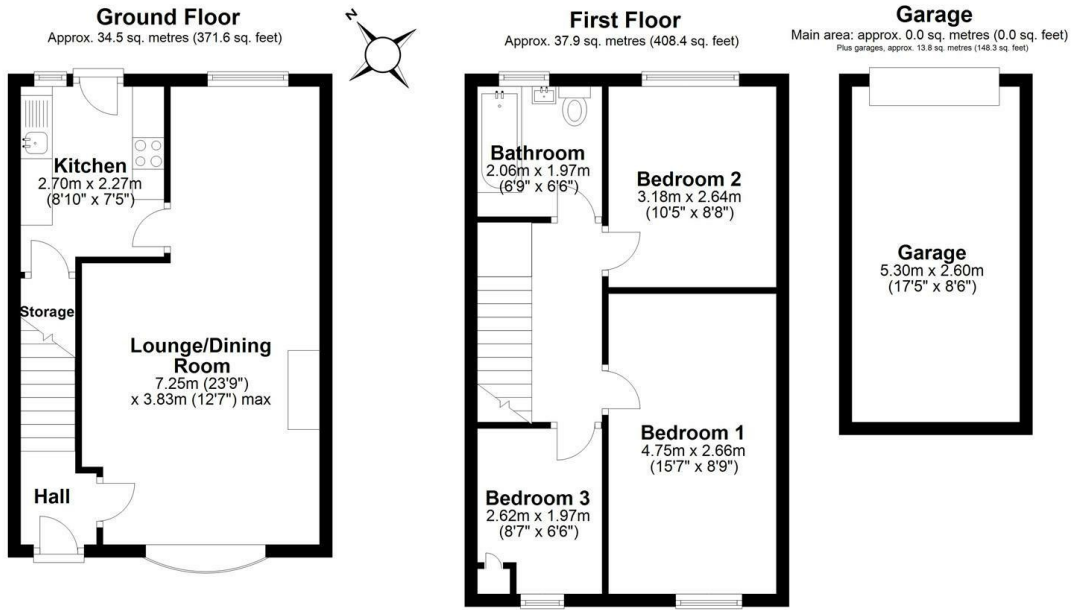 Ground Floor
Approx. 34.5 sq. metres (371.6 sq. feet)
N
Kitchen
2.70m x 2.27m
(8'10" x 7'5")
Storage
Lounge/Dining
Room
7.25m (23'9")
x 3.83m (12'7") max
Hall
First Floor
Approx. 37.9 sq. metres (408.4 sq. feet)
Bathroom
2.06m x 1.97m
(6'9" x 6'6")
Bedroom 2
3.18m x 2.64m
(10'5" x 8'8")
Bedroom 1
4.75m x 2.66m
(15'7" x 8'9")
Bedroom 3
2.62m x 1.97m
(8'7" x 6'6")
Garage
Main area: approx. 0.0 sq. metres (0.0 sq. feet)
Plus garages, approx. 13.8 sq. metres (148.3 sq. feet)
Garage
5.30m x 2.60m
(17'5" x 8'6")